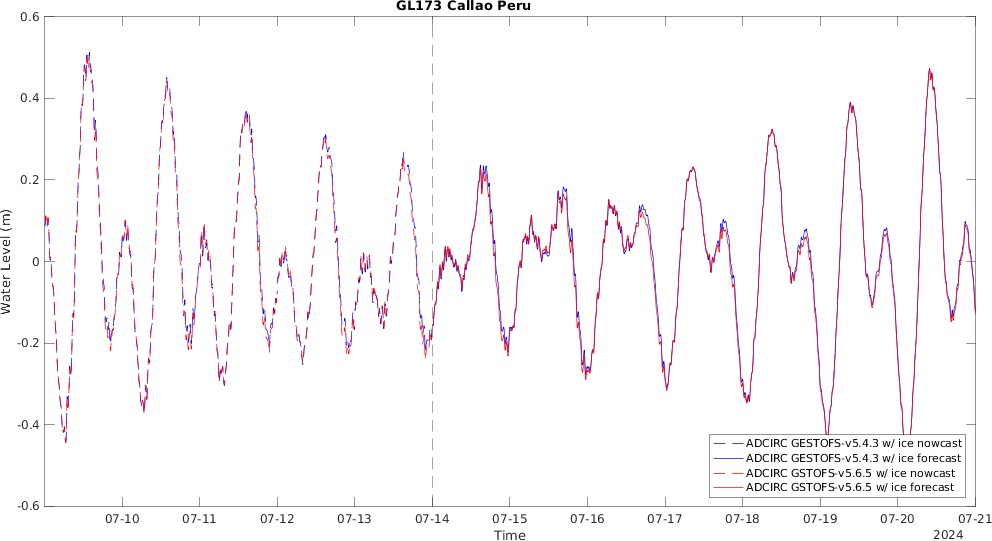 GL173 Callao Peru
0.6
0.4
0.2
0
-0.2
-0.4
-0.6
Water Level (m)
ADCIRC GESTOFS-v5.4.3 w/ ice nowcast
ADCIRC GESTOFS-v5.4.3 w/ ice forecast
ADCIRC GSTOFS-v5.6.5 w/ ice nowcast
ADCIRC GSTOFS-v5.6.5 w/ ice forecast
07-10 07-11 07-12 07-13 07-14 07-15 07-16 07-17 07-18 07-19 07-20 07-21
Time
2024